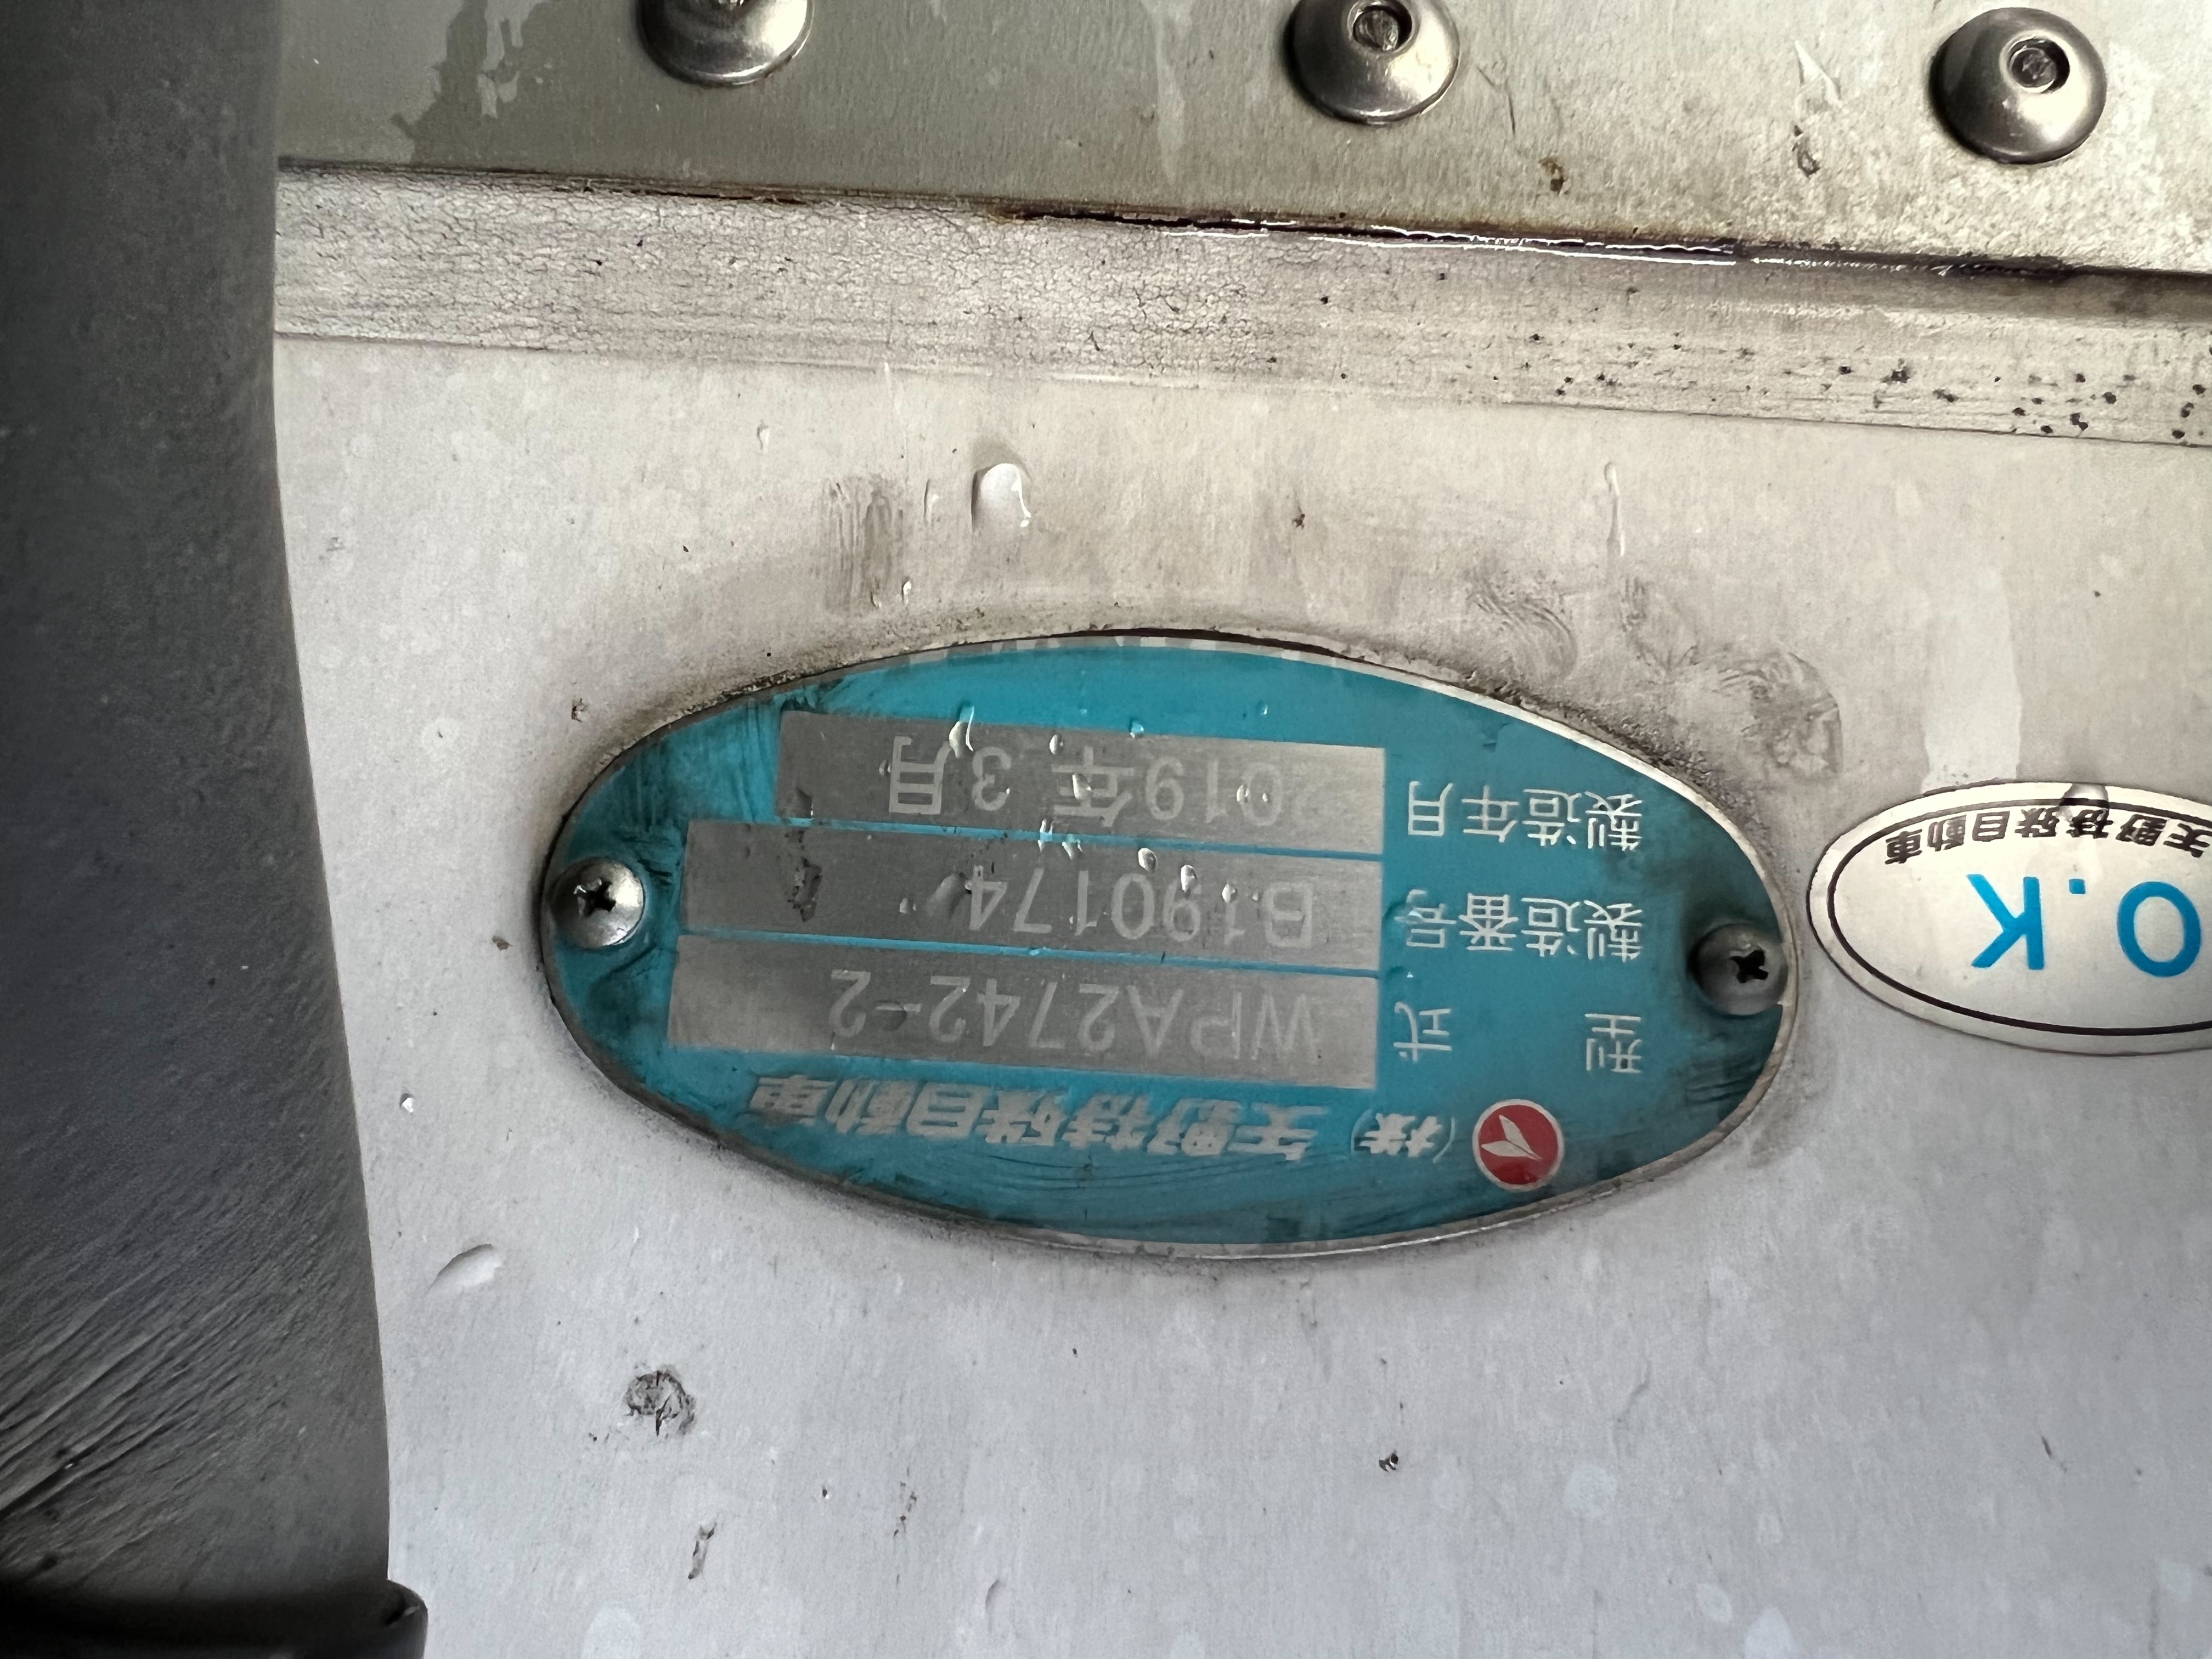 (株)矢野特殊自動車
型式 WPA2742-2
製造番号 B190174
製造年月 2019年 3月
O.K
矢野特殊自動車